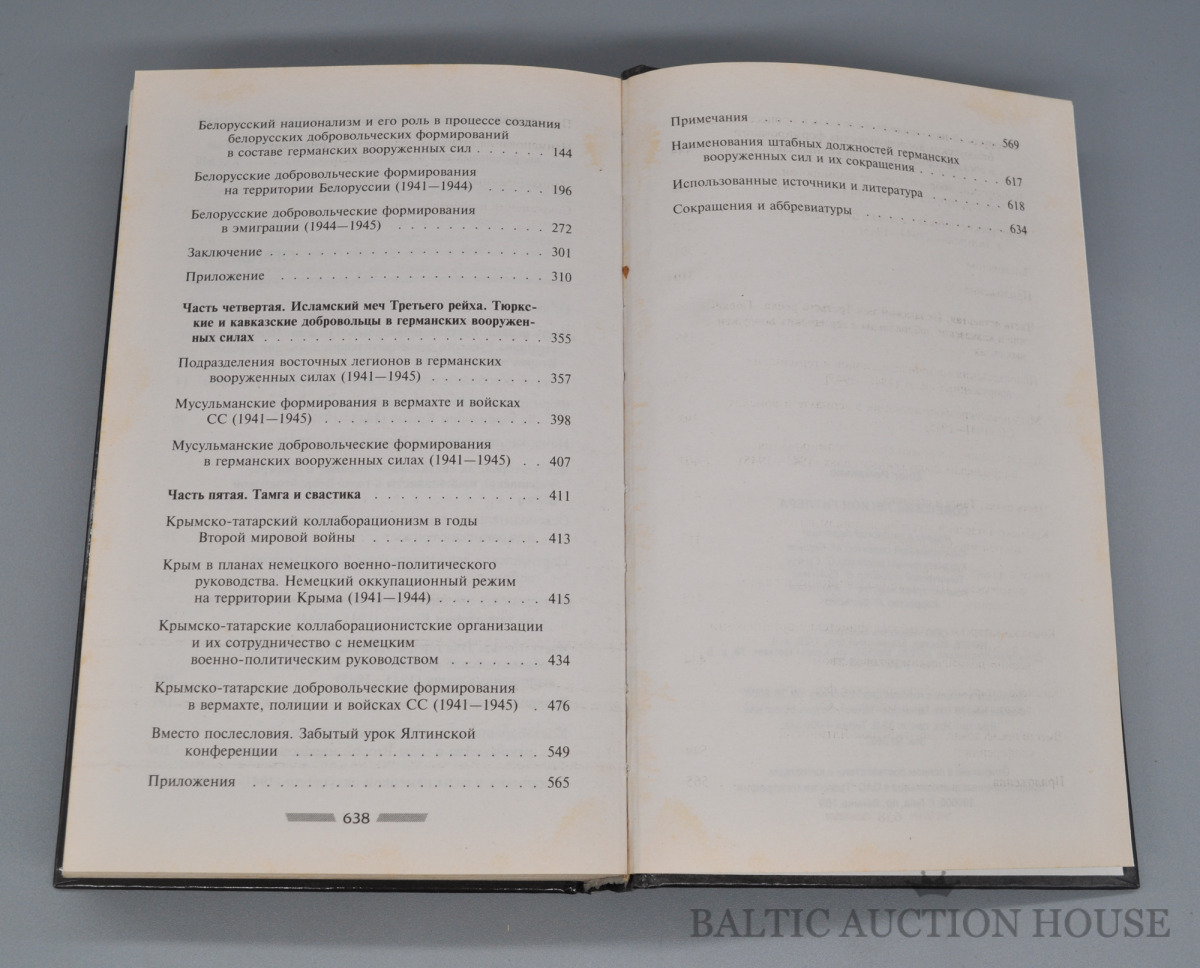 Белорусский национализм и его роль в процессе создания
белорусских добровольческих формирований
в составе германских вооруженных сил . . . . . . 144
Белорусские добровольческие формирования
на территории Белоруссии (1941—1944) . . . . . 196
Белорусские добровольческие формирования
в эмиграции (1944—1945) . . . . . . . . . . . . 272
Заключение . . . . . . . . . . . . . . . . . . . . . . 301
Приложение . . . . . . . . . . . . . . . . . . . . . 310
Часть четвертая. Исламский меч Третьего рейха. Тюркс-
кие и кавказские добровольцы в германских вооружен-
ных силах . . . . . . . . . . . . . . . . . . . . . . 355
Подразделения восточных легионов в германских
вооруженных силах (1941—1945) . . . . . . . . . 357
Мусульманские формирования в вермахте и войсках
СС (1941—1945) . . . . . . . . . . . . . . . . . 398
Мусульманские добровольческие формирования
в германских вооруженных силах (1941—1945) . . 407
Часть пятая. Тамга и свастика . . . . . . . . . . . . . 411
Крымско-татарский коллаборационизм в годы
Второй мировой войны . . . . . . . . . . . . . 413
Крым в планах немецкого военно-политического
руководства. Немецкий оккупационный режим
на территории Крыма (1941—1944) . . . . . . . . 415
Крымско-татарские коллаборационистские организации
и их сотрудничество с немецким
военно-политическим руководством . . . . . . . 434
Крымско-татарские добровольческие формирования
в вермахте, полиции и войсках СС (1941—1945) . 476
Вместо послесловия. Забытый урок Ялтинской
конференции . . . . . . . . . . . . . . . . . . 549
Приложения . . . . . . . . . . . . . . . . . . . . . . 565
638
Примечания . . . . . . . . . . . . . . . . . . . 569
Наименования штабных должностей германских
вооруженных сил и их сокращения . . . . . . . 617
Использованные источники и литература . . . . . . 618
Сокращения и аббревиатуры . . . . . . . . . . . 634
BALTIC AUCTION HOUSE